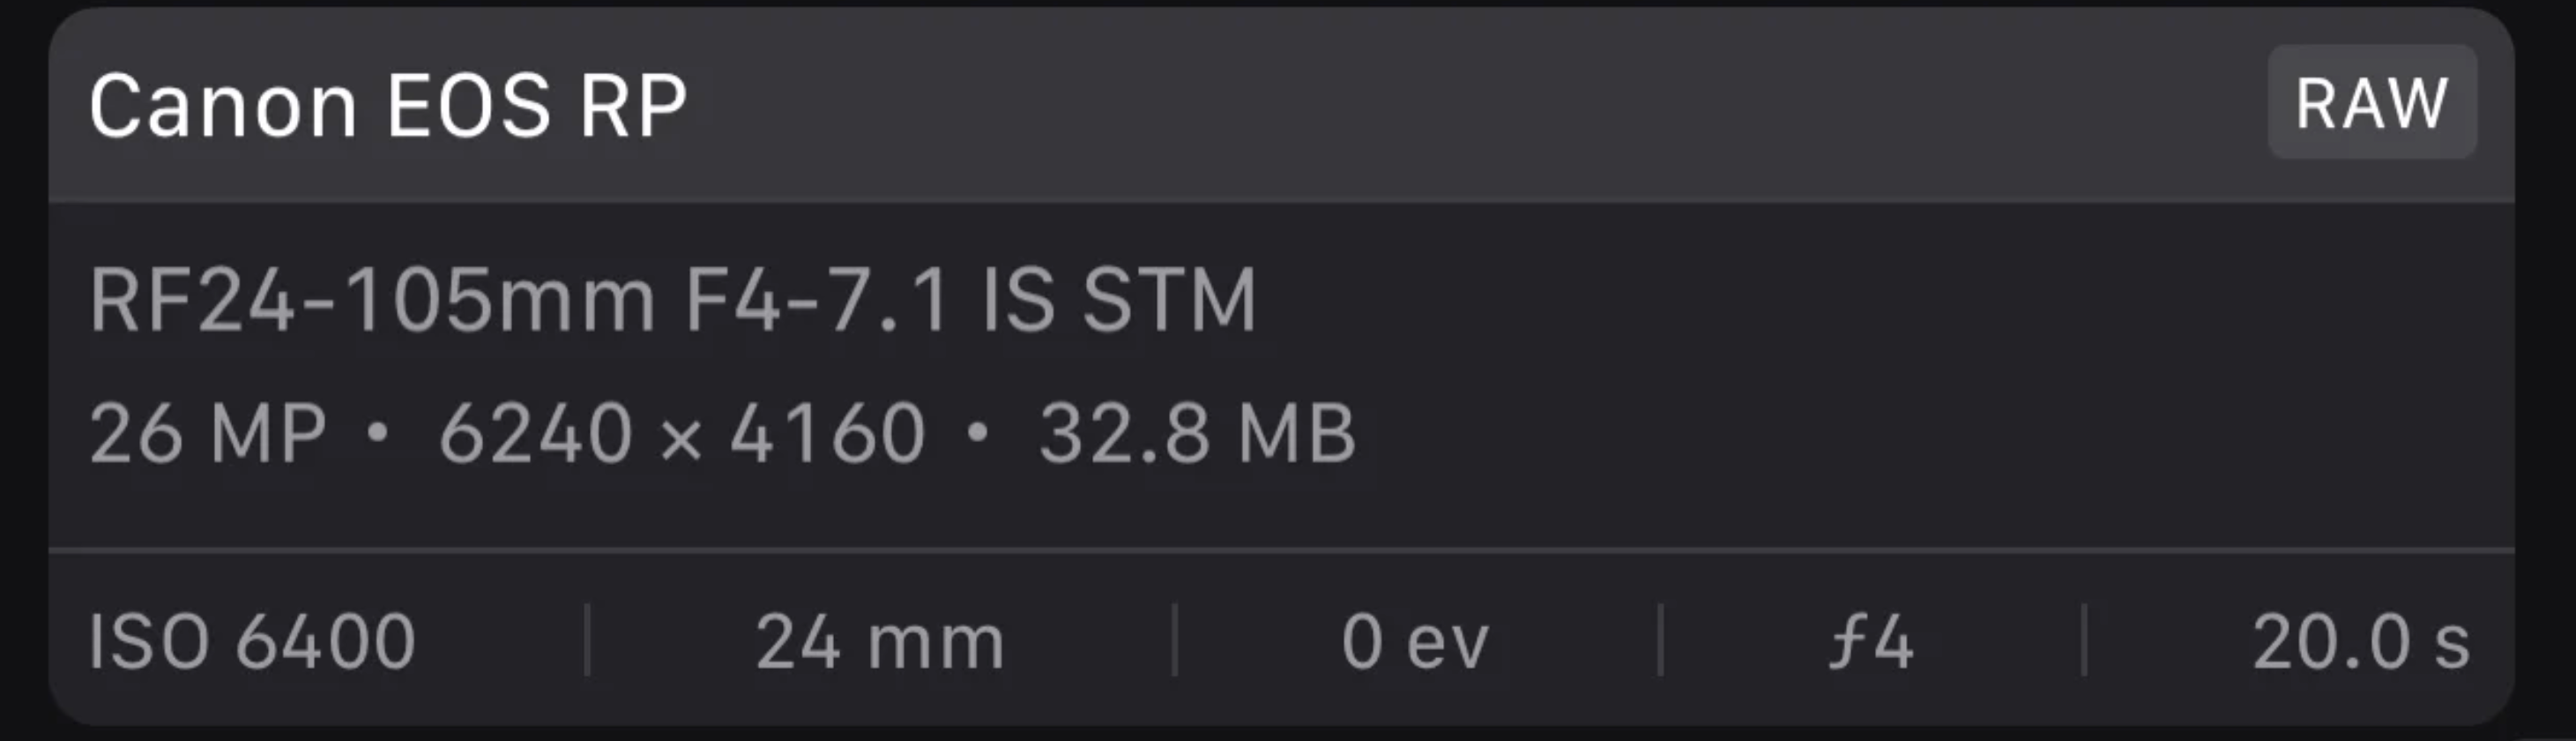 Canon EOS RP RAW
RF24-105mm F4-7.1 IS STM
26 MP • 6240 × 4160 • 32.8 MB
ISO 6400 | 24 mm | 0 ev | ƒ4 | 20.0 s